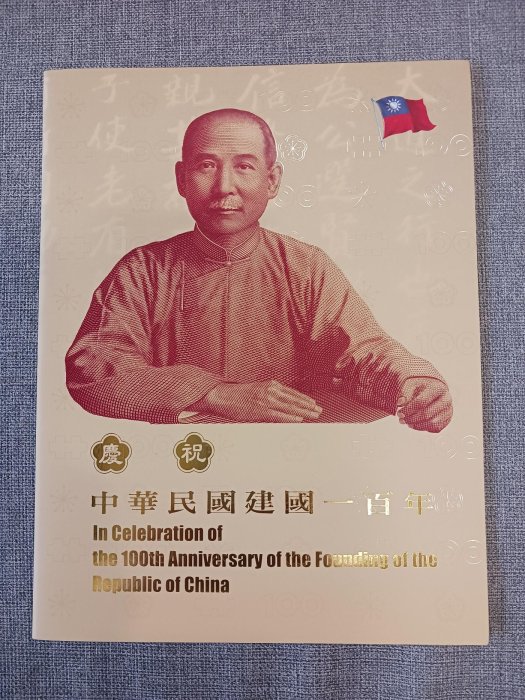 慶祝
中華民國建國一百年
In Celebration of
the 100th Anniversary of the Founding of the
Republic of China